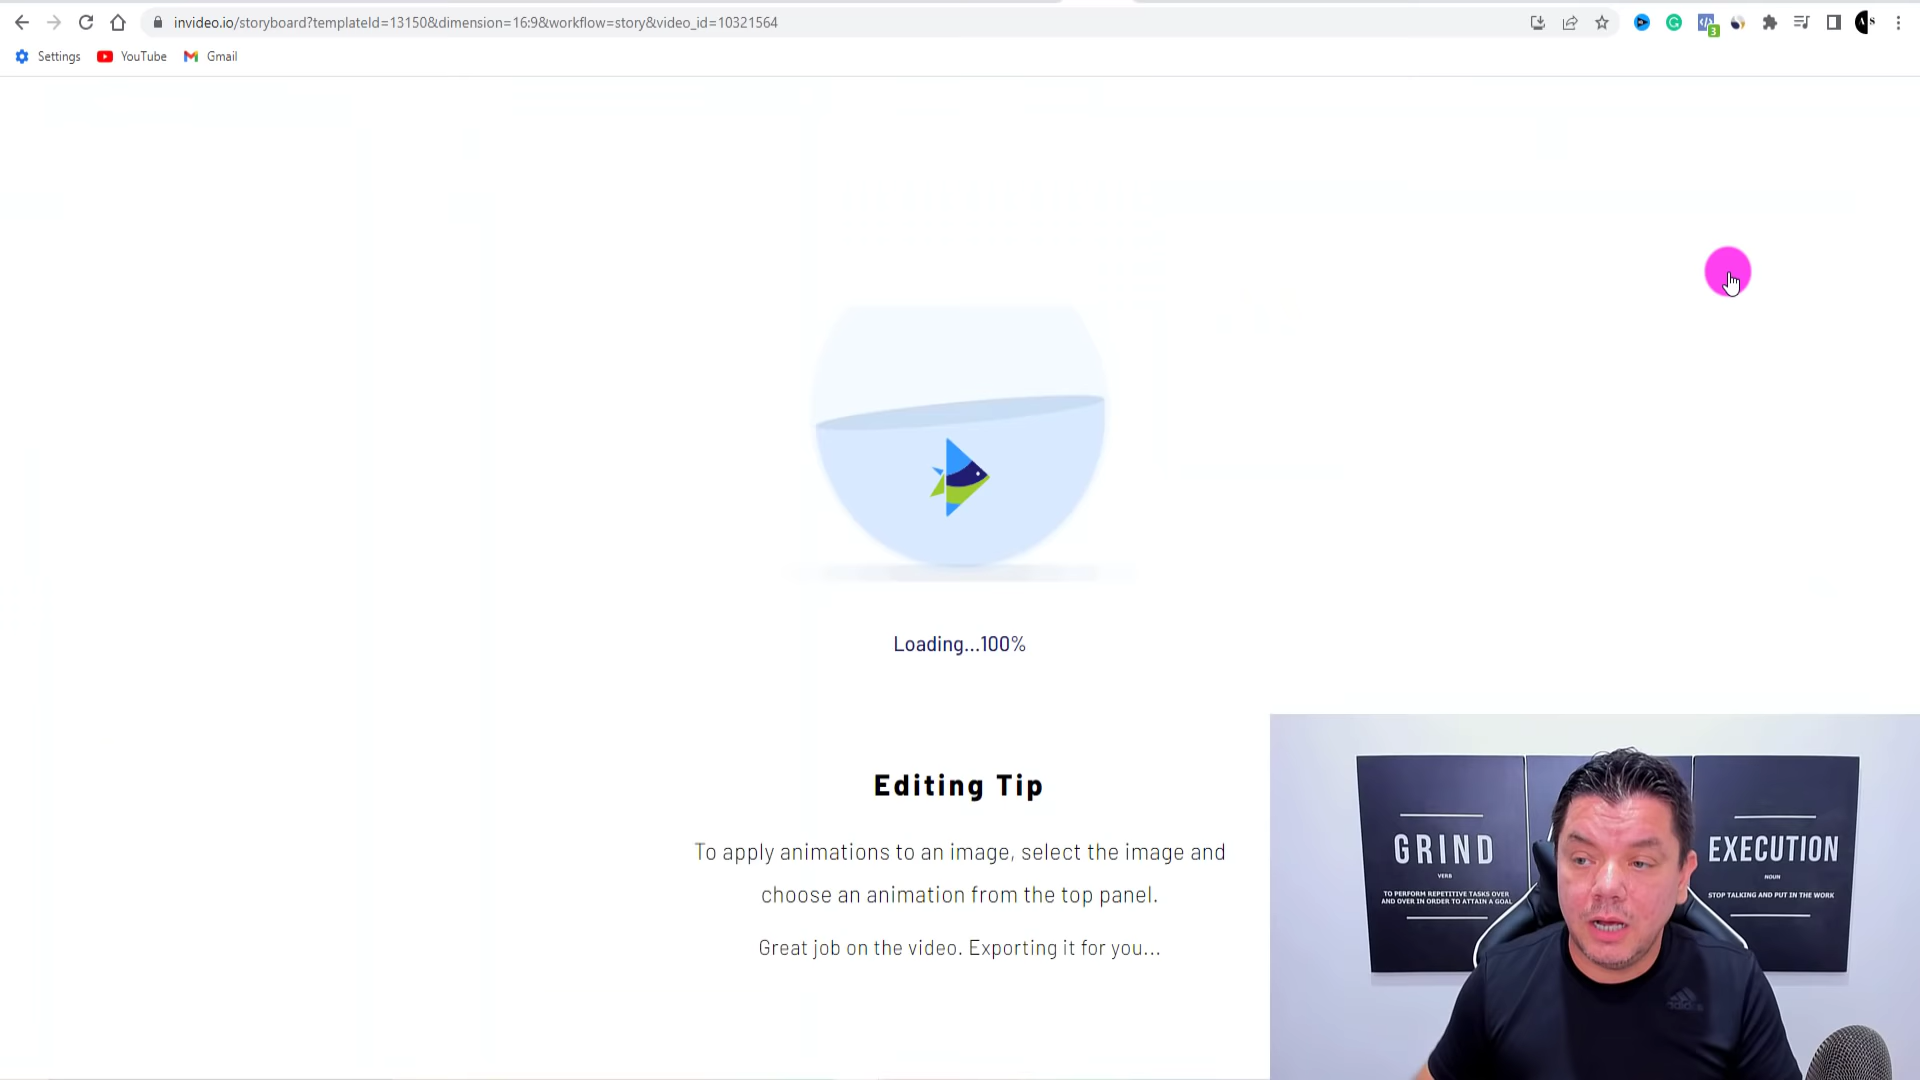 invideo.io/storyboard?templateId=13150&dimension=16:9&workflow=story&video_id=10321564
3
A S
Settings YouTube Gmail
Loading...100%
Editing Tip
To apply animations to an image, select the image and
choose an animation from the top panel.
Great job on the video. Exporting it for you...
GRIND
VERB
TO PERFORM REPETITIVE TASKS OVER
AND OVER IN ORDER TO ATTAIN A GOAL
EXECUTION
NOUN
STOP TALKING AND PUT IN THE WORK